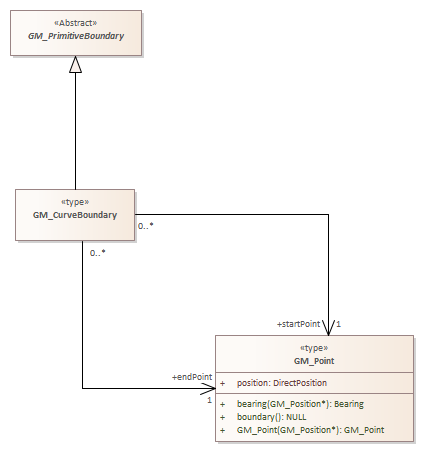 «Abstract»
GM_PrimitiveBoundary
«type»
GM_CurveBoundary
0..*
0..*
+startPoint
1
«type»
GM_Point
+endPoint
1
+ position: DirectPosition
+ bearing(GM_Position*): Bearing
+ boundary(): NULL
+ GM_Point(GM_Position*): GM_Point